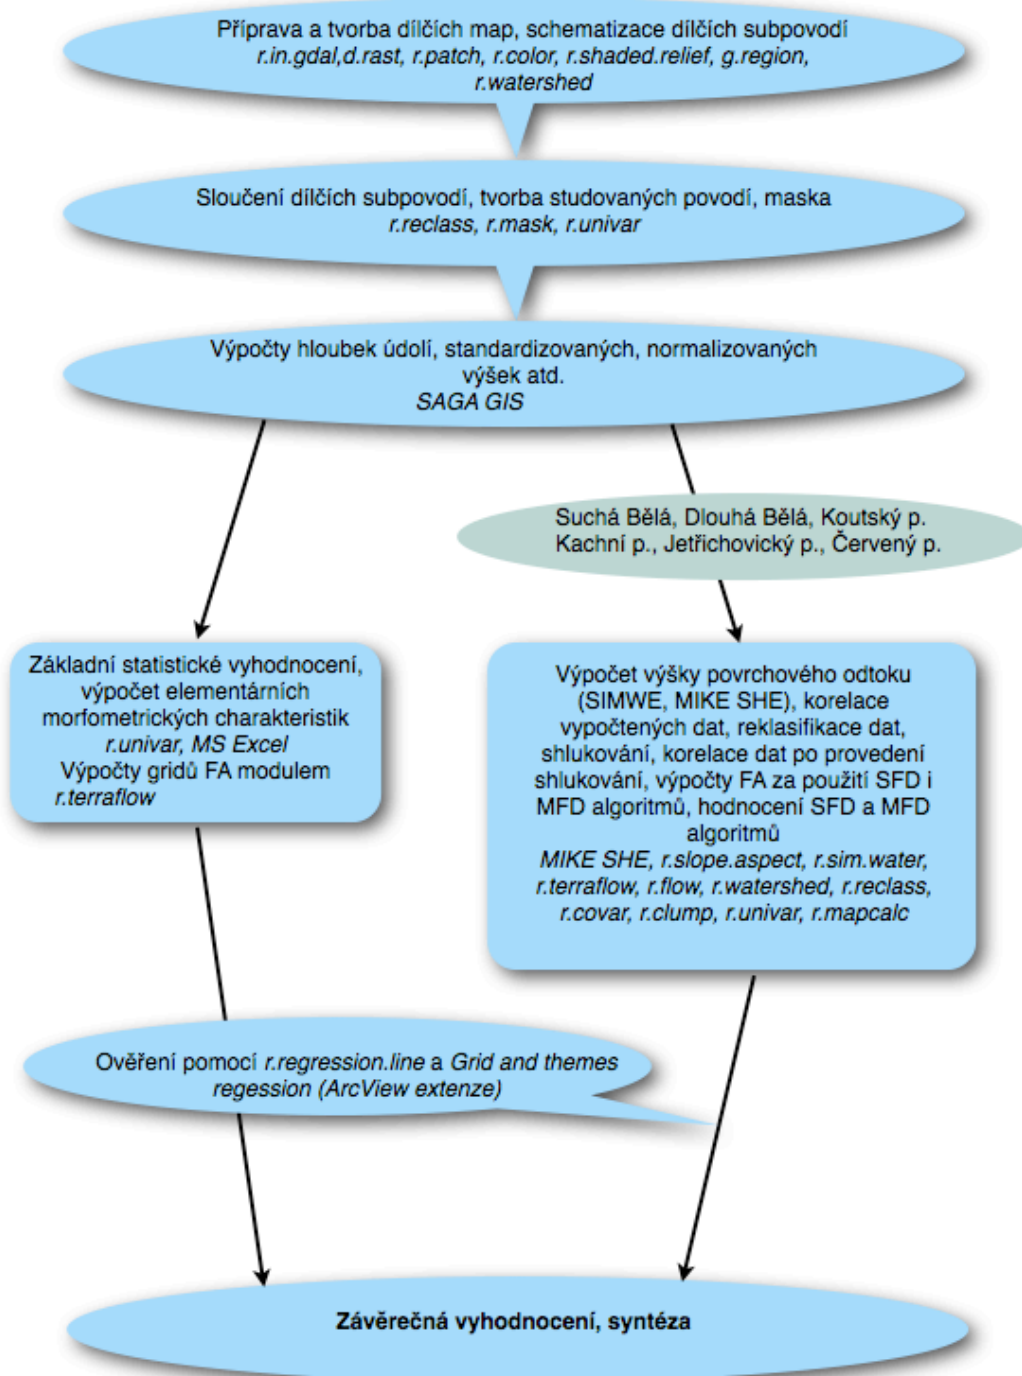 Příprava a tvorba dílčích map, schematizace dílčích subpovodí
r.in.gdal,d.rast, r.patch, r.color, r.shaded.relief, g.region,
r.watershed
Sloučení dílčích subpovodí, tvorba studovaných povodí, maska
r.reclass, r.mask, r.univar
Výpočty hloubek údolí, standardizovaných, normalizovaných
výšek atd.
SAGA GIS
Suchá Bělá, Dlouhá Bělá, Koutský p.
Kachní p., Jetřichovický p., Červený p.
Základní statistické vyhodnocení,
výpočet elementárních
morfometrických charakteristik
r.univar, MS Excel
Výpočty gridů FA modulem
r.terraflow
Výpočet výšky povrchového odtoku
(SIMWE, MIKE SHE), korelace
vypočtených dat, reklasifikace dat,
shlukování, korelace dat po provedení
shlukování, výpočty FA za použití SFD i
MFD algoritmů, hodnocení SFD a MFD
algoritmů
MIKE SHE, r.slope.aspect, r.sim.water,
r.terraflow, r.flow, r.watershed, r.reclass,
r.covar, r.clump, r.univar, r.mapcalc
Ověření pomocí r.regression.line a Grid and themes
regession (ArcView extenze)
Závěrečná vyhodnocení, syntéza